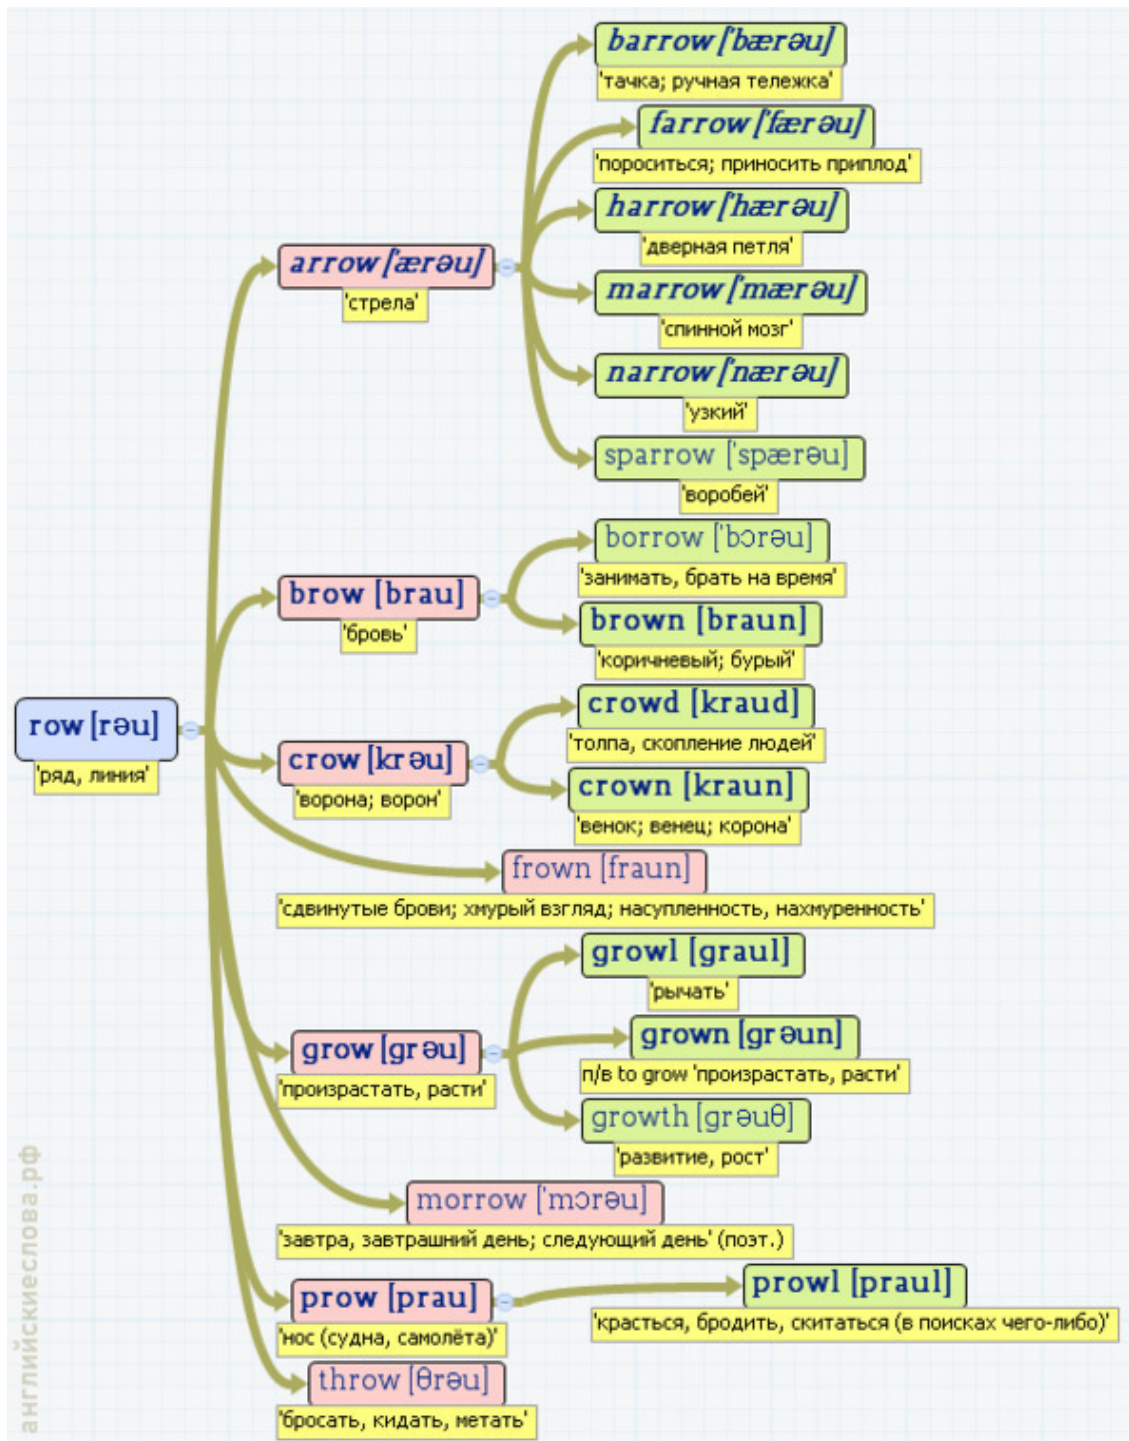 barrow ['bærəu]
'тачка; ручная тележка'
farrow ['færəu]
'пороситься; приносить приплод'
harrow ['hærəu]
'дверная петля'
arrow ['ærəu]
'стрела'
marrow ['mærəu]
'спинной мозг'
narrow ['nærəu]
'узкий'
sparrow ['spærəu]
'воробей'
borrow ['bɔrəu]
'занимать, брать на время'
brow [brau]
'бровь'
brown [braun]
'коричневый; бурый'
row [rəu]
'ряд, линия'
crowd [kraud]
'толпа, скопление людей'
crow [krəu]
'ворона; ворон'
crown [kraun]
'венок; венец; корона'
frown [fraun]
'сдвинутые брови; хмурый взгляд; насупленность, нахмуренность'
growl [graul]
'рычать'
grow [grəu]
'произрастать, расти'
grown [grəun]
п/в to grow 'произрастать, расти'
growth [grəuθ]
'развитие, рост'
morrow ['mɔrəu]
'завтра, завтрашний день; следующий день' (поэт.)
prow [prau]
'нос (судна, самолёта)'
prowl [praul]
'красться, бродить, скитаться (в поисках чего-либо)'
throw [θrəu]
'бросать, кидать, метать'
английскиеслова.рф